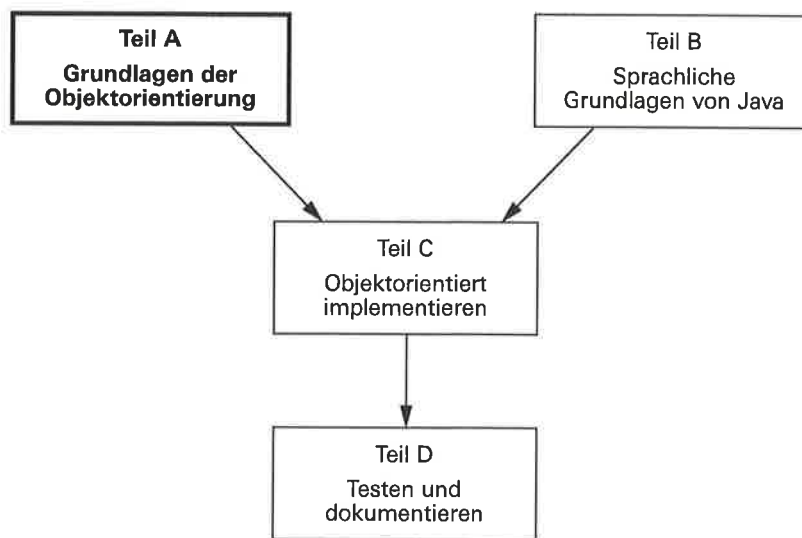 Teil A
Grundlagen der
Objektorientierung
Teil B
Sprachliche
Grundlagen von Java
Teil C
Objektorientiert
implementieren
Teil D
Testen und
dokumentieren